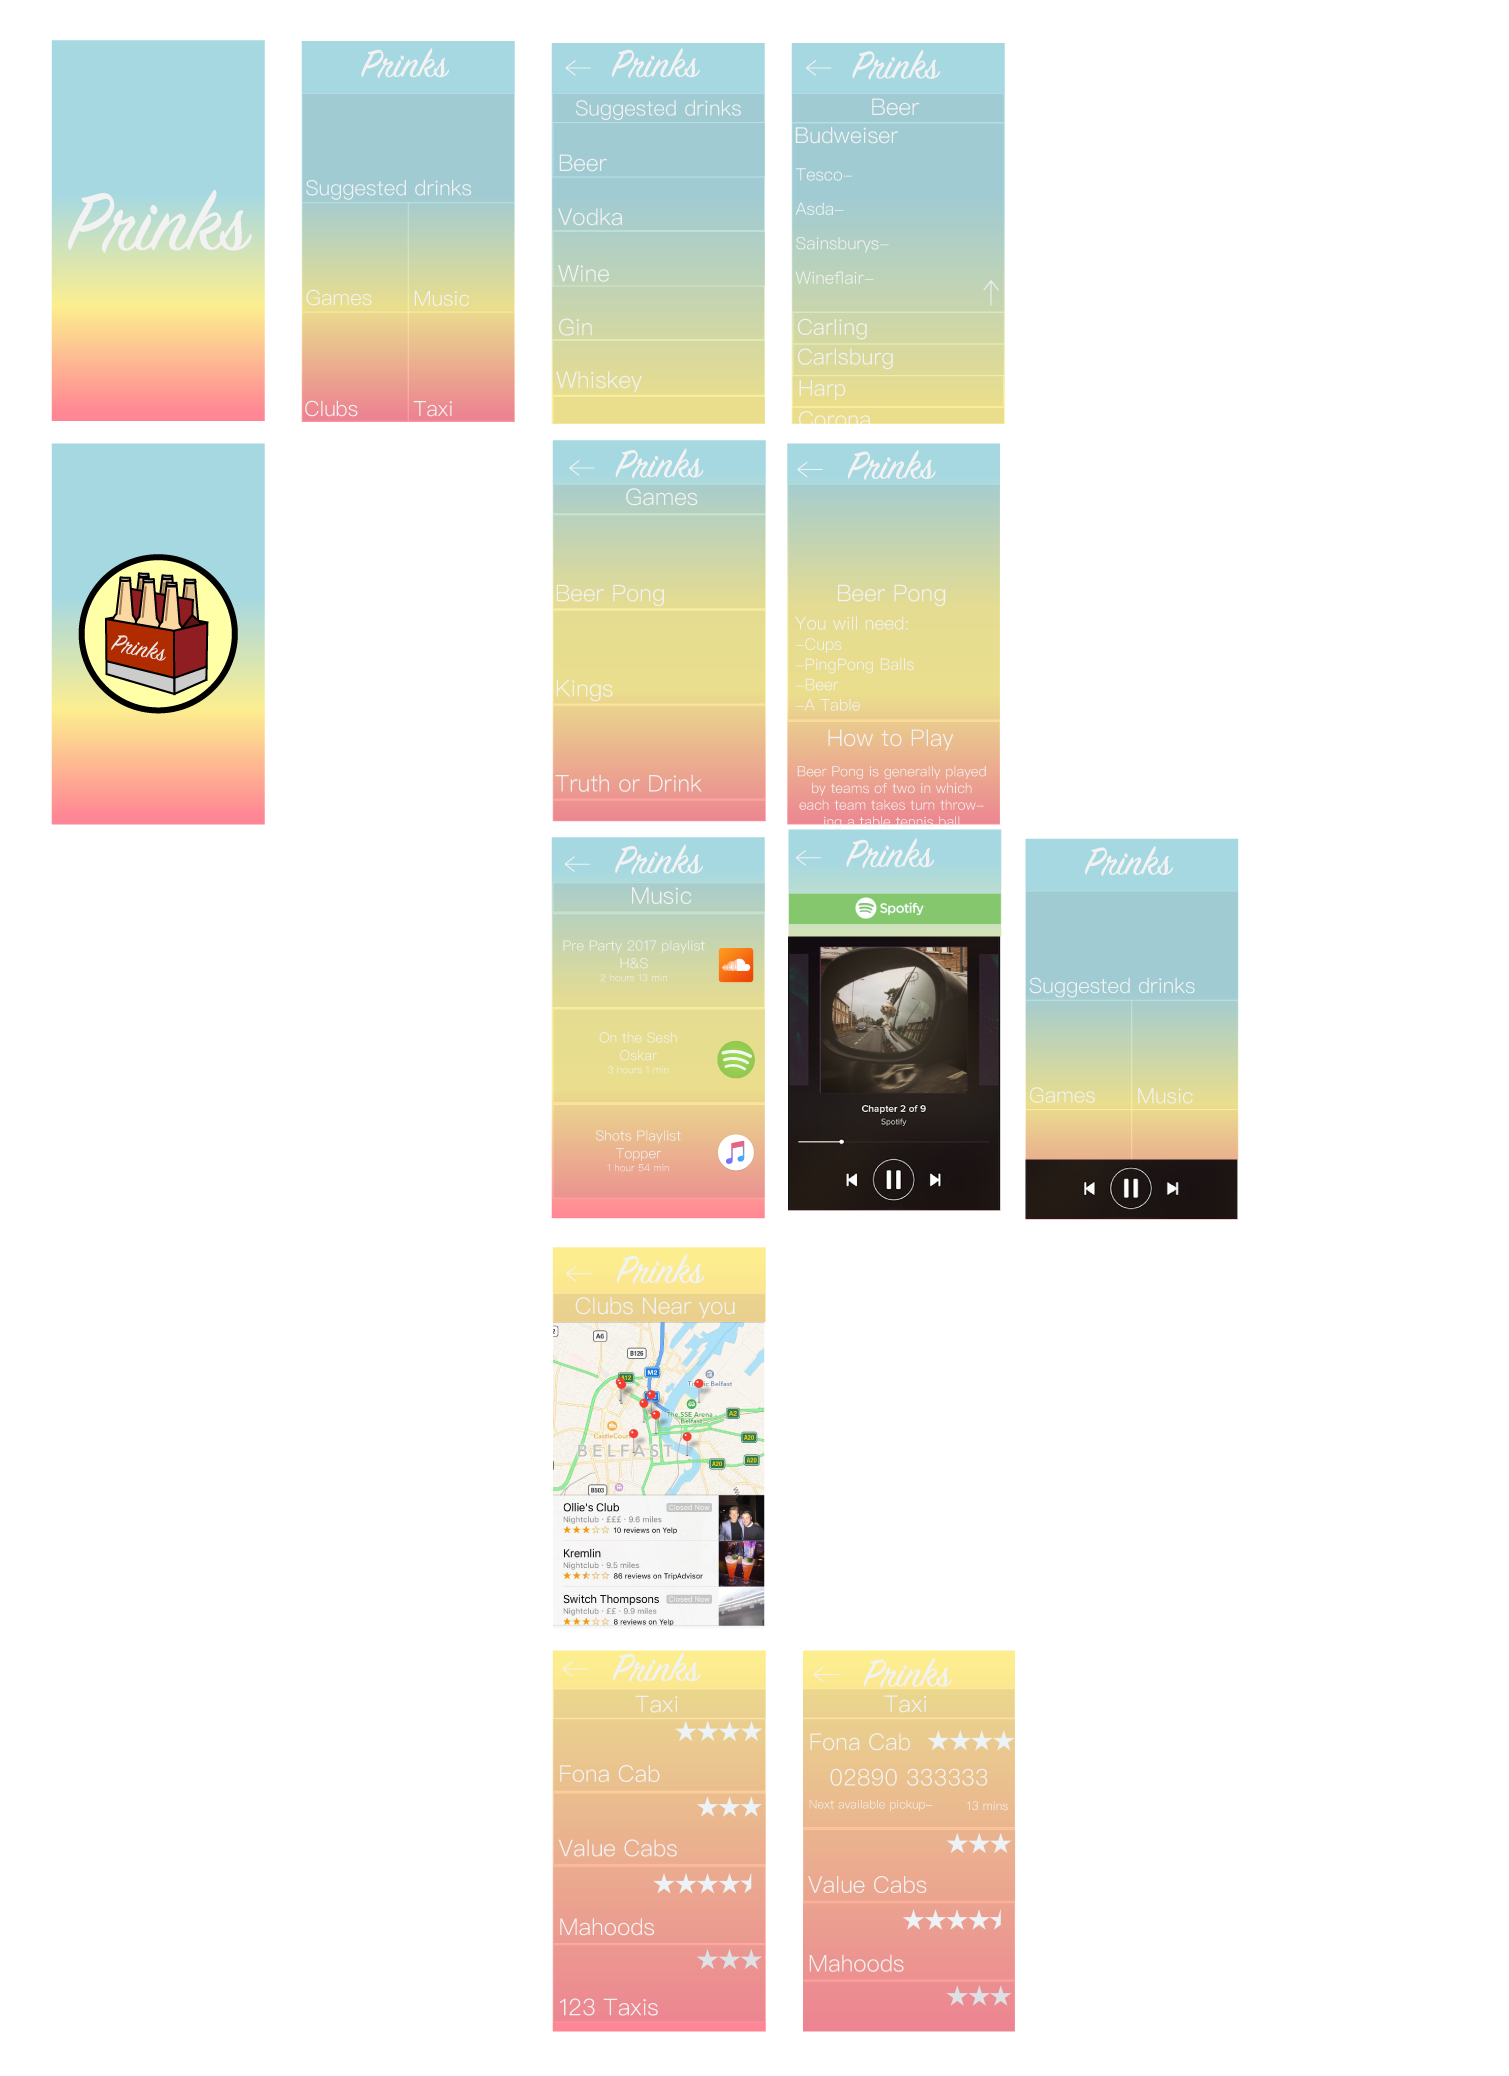 Prinks
Prinks
Suggested drinks
Games
Music
Clubs
Taxi
Prinks
Suggested drinks
Beer
Vodka
Wine
Gin
Whiskey
Prinks
Beer
Budweiser
Tesco-
Asda-
Sainsburys-
Wineflair-
Carling
Carlsburg
Harp
Corona
Prinks
Prinks
Games
Beer Pong
Kings
Truth or Drink
Prinks
Beer Pong
You will need:
-Cups
-PingPong Balls
-Beer
-A Table
How to Play
Beer Pong is generally played
by teams of two in which
each team takes turn throw-
ing a table tennis ball
Prinks
Music
Pre Party 2017 playlist
H&S
2 hours 13 min
On the Sesh
Oskar
3 hours 1 min
Shots Playlist
Topper
1 hour 54 min
Prinks
Spotify
Chapter 2 of 9
Spotify
Prinks
Suggested drinks
Games
Music
Prinks
Clubs Near you
2
A6
B126
M2
A12
Titanic Belfast
The SSE Arena
Belfast
A2
CastleCourt
BELFAST
A20
A20
A20
B503
Ollie's Club
Closed Now
Nightclub · £££ · 9.6 miles
10 reviews on Yelp
Kremlin
Nightclub · 9.5 miles
86 reviews on TripAdvisor
Switch Thompsons
Closed Now
Nightclub · ££ · 9.9 miles
8 reviews on Yelp
Prinks
Taxi
Fona Cab
Value Cabs
Mahoods
123 Taxis
Prinks
Taxi
Fona Cab
02890 333333
Next available pickup-
13 mins
Value Cabs
Mahoods